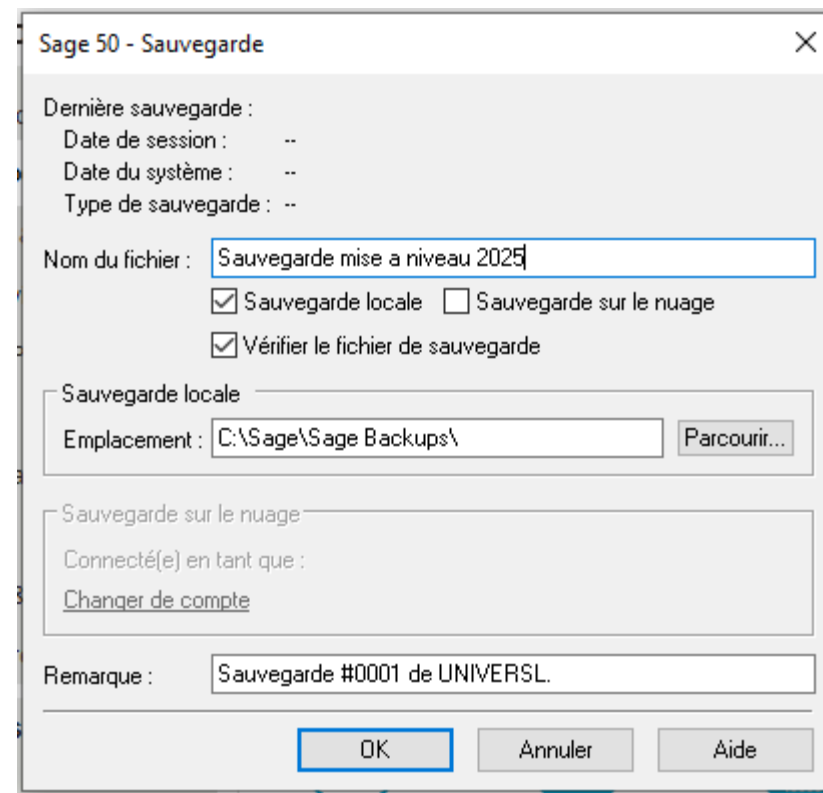 Sage 50 - Sauvegarde
Dernière sauvegarde :
Date de session : --
Date du système : --
Type de sauvegarde : --
Nom du fichier : Sauvegarde mise a niveau 2025
Sauvegarde locale Sauvegarde sur le nuage
Vérifier le fichier de sauvegarde
Sauvegarde locale
Emplacement : C:\Sage\Sage Backups\ Parcourir...
Sauvegarde sur le nuage
Connecté(e) en tant que :
Changer de compte
Remarque : Sauvegarde #0001 de UNIVERSL.
OK Annuler Aide